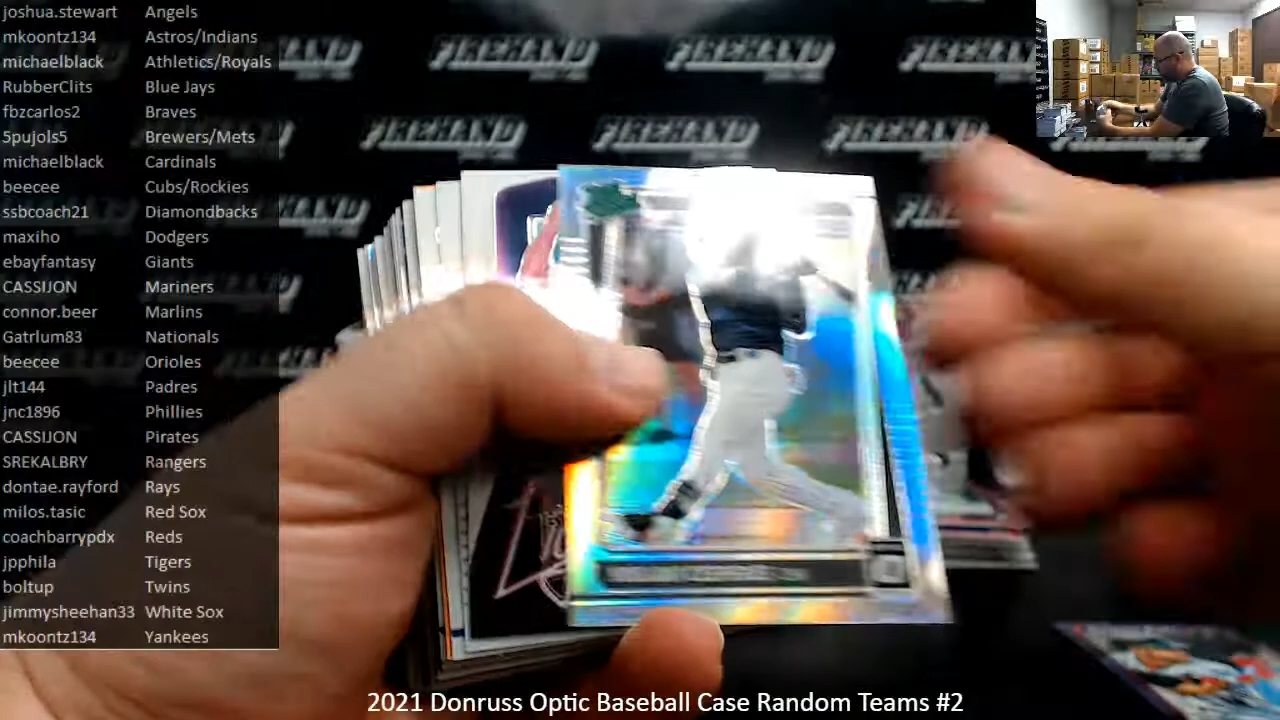 joshua.stewart Angels
mkoontz134 Astros/Indians
michaelblack Athletics/Royals
RubberClits Blue Jays
fbzcarlos2 Braves
5pujols5 Brewers/Mets
michaelblack Cardinals
beecee Cubs/Rockies
ssbcoach21 Diamondbacks
maxiho Dodgers
ebayfantasy Giants
CASSIJON Mariners
connor.beer Marlins
Gatrlum83 Nationals
beecee Orioles
jlt144 Padres
jnc1896 Phillies
CASSIJON Pirates
SREKALBRY Rangers
dontae.rayford Rays
milos.tasic Red Sox
coachbarrypdx Reds
jpphila Tigers
boltup Twins
jimmysheehan33 White Sox
mkoontz134 Yankees
FIREHAND FIREHAND FIREHAND
FIREHAND FIREHAND FIREHAND
2021 Donruss Optic Baseball Case Random Teams #2